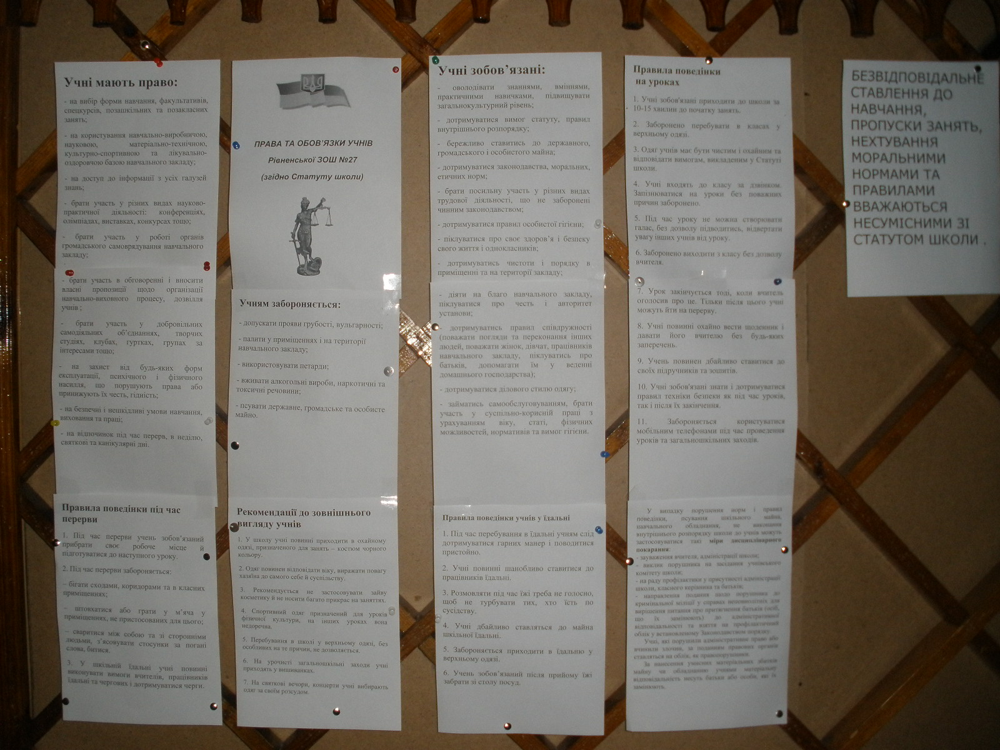 Учні мають право:
- на вибір форми навчання, факультативів,
спецкурсів, позашкільних та позакласних
занять;
- на користування навчально-виробничою,
науковою, матеріально-технічною,
культурно-спортивною та лікувально-
оздоровчою базою навчального закладу;
- на доступ до інформації з усіх галузей
знань;
- брати участь у різних видах науково-
практичної діяльності: конференціях,
олімпіадах, виставках, конкурсах тощо;
- брати участь у роботі органів
громадського самоврядування навчального
закладу;
- брати участь в обговоренні і вносити
власні пропозиції щодо організації
навчально-виховного процесу, дозвілля
учнів ;
- брати участь у добровільних
самодіяльних об'єднаннях, творчих
студіях, клубах, гуртках, групах за
інтересами тощо;
- на захист від будь-яких форм
експлуатації, психічного і фізичного
насилля, що порушують права або
принижують їх честь, гідність;
- на безпечні і нешкідливі умови навчання,
виховання та праці;
- на відпочинок під час перерв, в неділю,
святкові та канікулярні дні.
Правила поведінки під час
перерви
1. Під час перерви учень зобов'язаний
прибрати своє робоче місце й
підготуватися до наступного уроку.
2. Під час перерви забороняється:
– бігати сходами, коридорами та в класних
приміщеннях;
– штовхатися або грати у м'яча у
приміщеннях, не пристосованих для цього;
– сваритися між собою та зі сторонніми
людьми, з'ясовувати стосунки за погані
слова, битися.
3. У шкільній їдальні учні повинні
виконувати вимоги вчителів, працівників
їдальні та чергових і дотримуватися черги.
ПРАВА ТА ОБОВ'ЯЗКИ УЧНІВ
Рівненської ЗОШ №27
(згідно Статуту школи)
Учням забороняється:
- допускати прояви грубості, вульгарності;
- палити у приміщеннях і на території
навчального закладу;
- використовувати петарди;
- вживати алкогольні вироби, наркотичні та
токсичні речовини;
- псувати державне, громадське та особисте
майно.
Рекомендації до зовнішнього
вигляду учнів
1. У школу учні повинні приходити в охайному
одязі, призначеного для занять – костюм чорного
кольору.
2. Одяг повинен відповідати віку, виражати повагу
хазяїна до самого себе й суспільству.
3. Рекомендується не застосовувати зайву
косметику й не носити багато прикрас на заняттях.
4. Спортивний одяг призначений для уроків
фізичної культури, на інших уроках вона
недоречна.
5. Перебування в школі у верхньому одязі, без
особливих на те причин, не дозволяється.
6. На урочисті загальношкільні заходи учні
приходять у вишиванках.
7. На святкові вечори, концерти учні вибирають
одяг за своїм розсудом.
Учні зобов'язані:
- оволодівати знаннями, вміннями,
практичними навичками, підвищувати
загальнокультурний рівень;
- дотримуватися вимог статуту, правил
внутрішнього розпорядку;
- бережливо ставитись до державного,
громадського і особистого майна;
- дотримуватися законодавства, моральних,
етичних норм;
- брати посильну участь у різних видах
трудової діяльності, що не заборонені
чинним законодавством;
- дотримуватися правил особистої гігієни;
- піклуватися про своє здоров'я і безпеку
свого життя і однокласників;
- дотримуватись чистоти і порядку в
приміщенні та на території закладу;
- діяти на благо навчального закладу,
піклуватися про честь і авторитет
установи;
- дотримуватись правил співдружності
(поважати погляди та переконання інших
людей, поважати жінок, дівчат, працівників
навчального закладу, піклуватись про
батьків, допомагати їм у веденні
домашнього господарства);
- дотримуватися ділового стилю одягу;
- займатись самообслуговуванням, брати
участь у суспільно-корисній праці з
урахуванням віку, статі, фізичних
можливостей, нормативів та вимог гігієни.
Правила поведінки учнів у їдальні
1. Під час перебування в їдальні учням слід
дотримуватися гарних манер і поводитися
пристойно.
2. Учні повинні шанобливо ставитися до
працівників їдальні.
3. Розмовляти під час їжі треба не голосно,
щоб не турбувати тих, хто їсть по
сусідству.
4. Учні дбайливо ставляться до майна
шкільної їдальні.
5. Забороняється приходити в їдальню у
верхньому одязі.
6. Учень зобов'язаний після прийому їжі
забрати зі столу посуд.
Правила поведінки
на уроках
1. Учні зобов'язані приходити до школи за
10-15 хвилин до початку занять.
2. Заборонено перебувати в класах у
верхньому одязі.
3. Одяг учнів має бути чистим і охайним та
відповідати вимогам, викладеним у Статуті
школи.
4. Учні входять до класу за дзвінком.
Запізнюватися на уроки без поважних
причин заборонено.
5. Під час уроку не можна створювати
галас, без дозволу підводитись, відвертати
увагу інших учнів від уроку.
6. Заборонено виходити з класу без дозволу
вчителя.
7. Урок закінчується тоді, коли вчитель
оголосив про це. Тільки після цього учні
можуть йти на перерву.
8. Учні повинні охайно вести щоденник і
давати його вчителю без будь-яких
заперечень.
9. Учень повинен дбайливо ставитися до
своїх підручників та зошитів.
10. Учні зобов'язані знати і дотримуватися
правил техніки безпеки як під час уроків,
так і після їх закінчення.
11. Забороняється користуватися
мобільним телефонами під час проведення
уроків та загальношкільних заходів.
У випадку порушення норм і правил
поведінки, псування шкільного майна,
навчального обладнання, не виконання
внутрішнього розпорядку школи до учнів можуть
застосовуватися такі міри дисциплінарного
покарання:
- зауваження вчителя, адміністрації школи;
- виклик порушника на засідання учнівського
комітету школи;
- на раду профілактики у присутності адміністрації
школи, класного керівника та батьків;
- направлення подання щодо порушника до
кримінальної міліції у справах неповнолітніх для
вирішення питання про притягнення батьків (осіб,
що їх замінюють) до адміністративної
відповідальності та взяття на профілактичний
облік у встановленому Законодавством порядку.
Учні, які порушили адміністративне право або
вчинили злочин, за поданням правових органів
ставляться на облік, як правопорушників.
За нанесення учнями матеріальних збитків
майну чи обладнанню учнями матеріальну
відповідальність несуть батьки або особи, які їх
замінюють.
БЕЗВІДПОВІДАЛЬНЕ
СТАВЛЕННЯ ДО
НАВЧАННЯ,
ПРОПУСКИ ЗАНЯТЬ,
НЕХТУВАННЯ
МОРАЛЬНИМИ
НОРМАМИ ТА
ПРАВИЛАМИ
ВВАЖАЮТЬСЯ
НЕСУМІСНИМИ ЗІ
СТАТУТОМ ШКОЛИ .